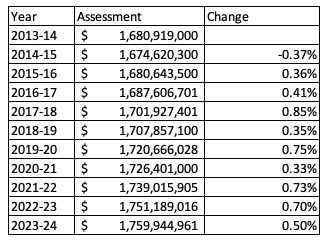 Year Assessment Change
2013-14 $ 1,680,919,000
2014-15 $ 1,674,620,300 -0.37%
2015-16 $ 1,680,643,500 0.36%
2016-17 $ 1,687,606,701 0.41%
2017-18 $ 1,701,927,401 0.85%
2018-19 $ 1,707,857,100 0.35%
2019-20 $ 1,720,666,028 0.75%
2020-21 $ 1,726,401,000 0.33%
2021-22 $ 1,739,015,905 0.73%
2022-23 $ 1,751,189,016 0.70%
2023-24 $ 1,759,944,961 0.50%